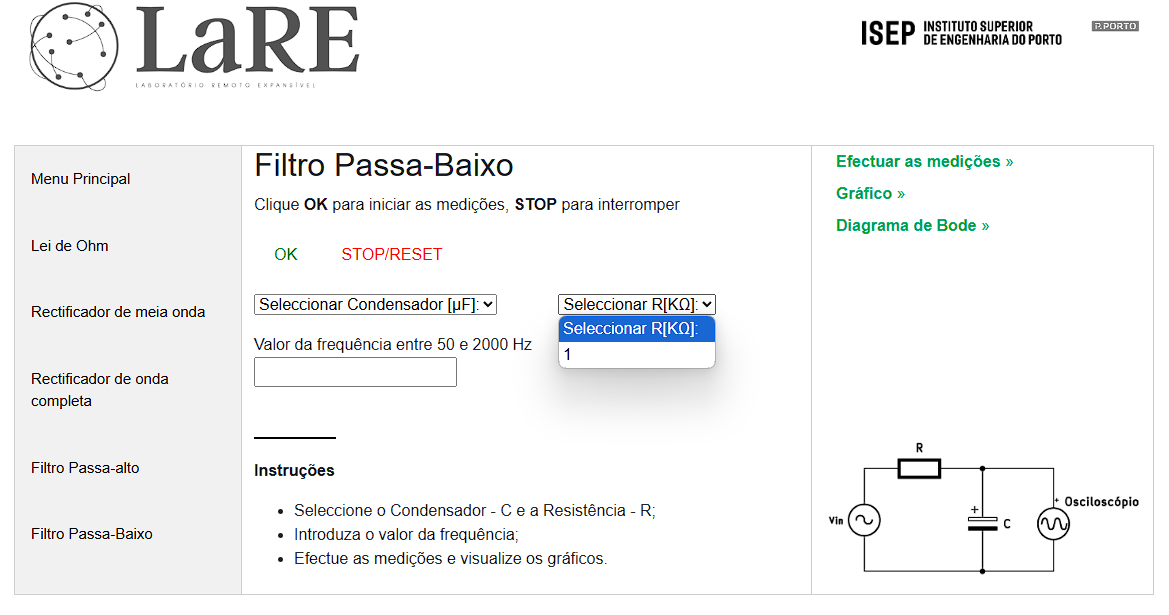 LaRE
LABORATÓRIO REMOTO EXPANSÍVEL
ISEP INSTITUTO SUPERIOR
DE ENGENHARIA DO PORTO
P.PORTO
Menu Principal
Lei de Ohm
Rectificador de meia onda
Rectificador de onda
completa
Filtro Passa-alto
Filtro Passa-Baixo
Filtro Passa-Baixo
Clique OK para iniciar as medições, STOP para interromper
OK STOP/RESET
Seleccionar Condensador [µF]: Seleccionar R[KΩ]:
Seleccionar R[KΩ]:
1
Valor da frequência entre 50 e 2000 Hz
Instruções
• Seleccione o Condensador - C e a Resistência - R;
• Introduza o valor da frequência;
• Efectue as medições e visualize os gráficos.
Efectuar as medições »
Gráfico »
Diagrama de Bode »
R
Vin
+
C
+ Osciloscópio